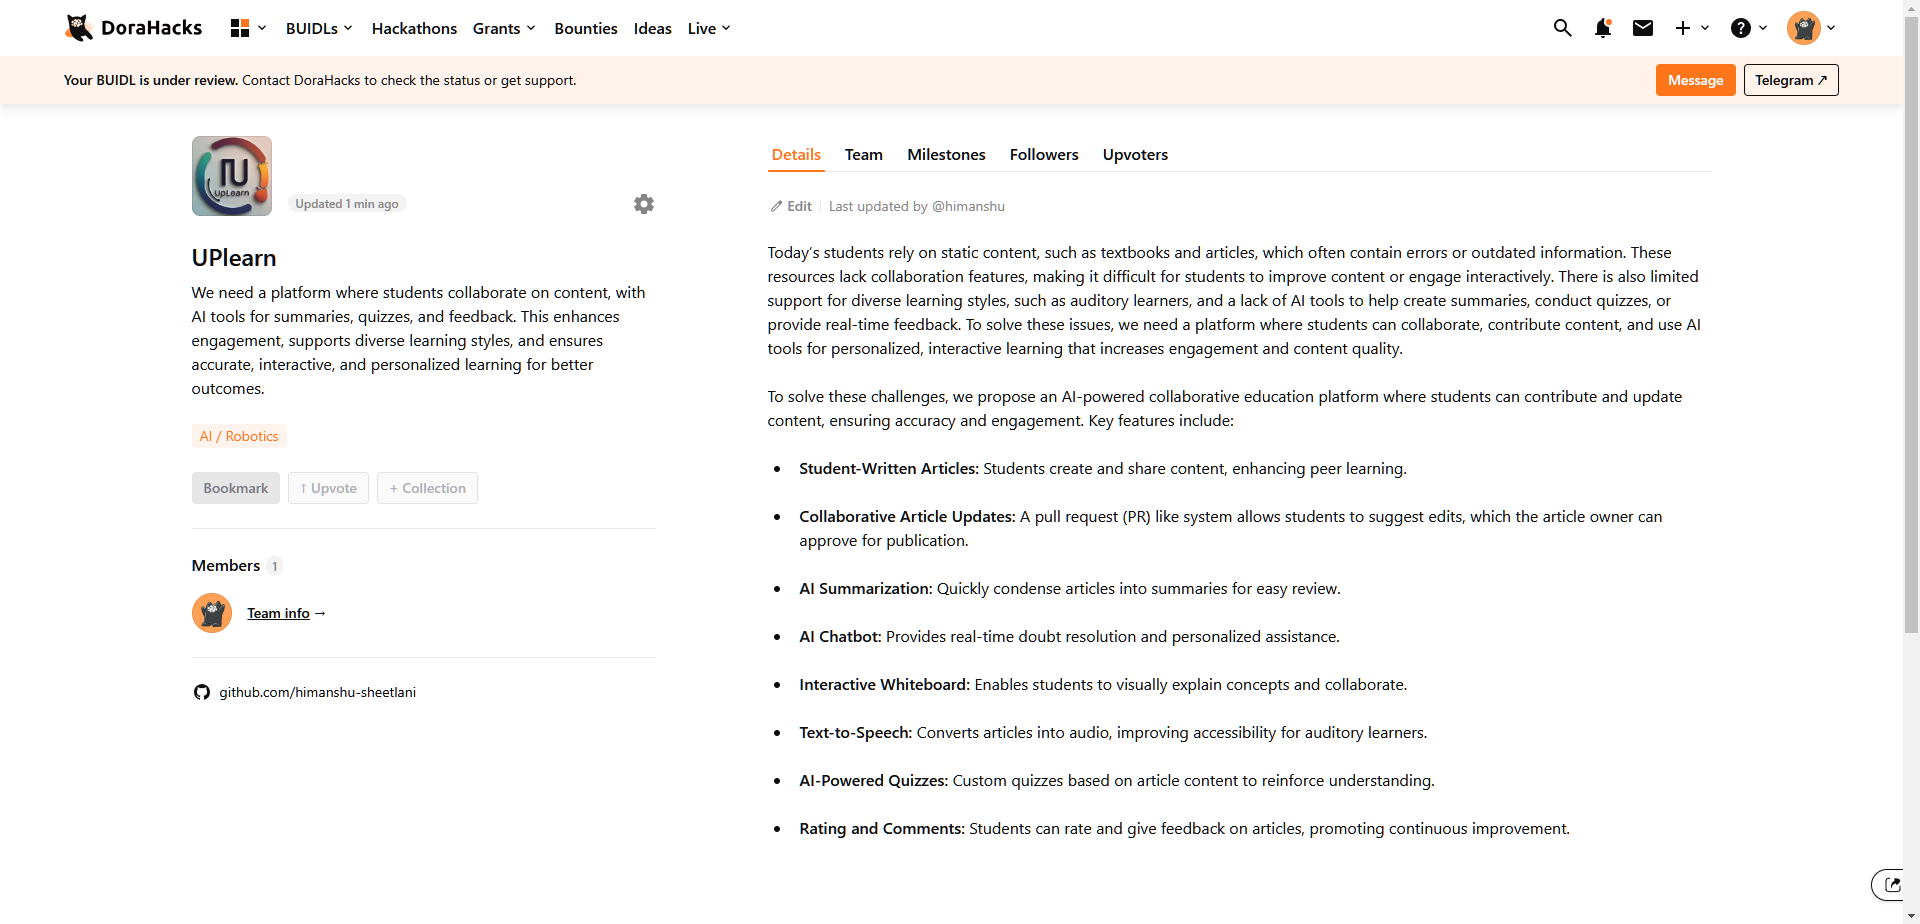 DoraHacks BUIDLs Hackathons Grants Bounties Ideas Live
Your BUIDL is under review. Contact DoraHacks to check the status or get support. Message Telegram ↗
UpLearn
Updated 1 min ago
UPlearn
We need a platform where students collaborate on content, with
AI tools for summaries, quizzes, and feedback. This enhances
engagement, supports diverse learning styles, and ensures
accurate, interactive, and personalized learning for better
outcomes.
AI / Robotics
Bookmark ↑ Upvote + Collection
Members 1
Team info →
github.com/himanshu-sheetlani
Details Team Milestones Followers Upvoters
Edit Last updated by @himanshu
Today's students rely on static content, such as textbooks and articles, which often contain errors or outdated information. These
resources lack collaboration features, making it difficult for students to improve content or engage interactively. There is also limited
support for diverse learning styles, such as auditory learners, and a lack of AI tools to help create summaries, conduct quizzes, or
provide real-time feedback. To solve these issues, we need a platform where students can collaborate, contribute content, and use AI
tools for personalized, interactive learning that increases engagement and content quality.
To solve these challenges, we propose an AI-powered collaborative education platform where students can contribute and update
content, ensuring accuracy and engagement. Key features include:
• Student-Written Articles: Students create and share content, enhancing peer learning.
• Collaborative Article Updates: A pull request (PR) like system allows students to suggest edits, which the article owner can
approve for publication.
• AI Summarization: Quickly condense articles into summaries for easy review.
• AI Chatbot: Provides real-time doubt resolution and personalized assistance.
• Interactive Whiteboard: Enables students to visually explain concepts and collaborate.
• Text-to-Speech: Converts articles into audio, improving accessibility for auditory learners.
• AI-Powered Quizzes: Custom quizzes based on article content to reinforce understanding.
• Rating and Comments: Students can rate and give feedback on articles, promoting continuous improvement.